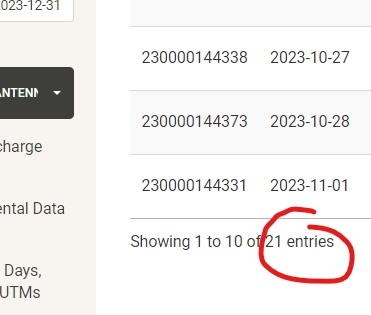 2023-12-31
230000144338 2023-10-27
ANTENN
230000144373 2023-10-28
charge
230000144331 2023-11-01
ental Data
Showing 1 to 10 of 21 entries
Days,
UTMs